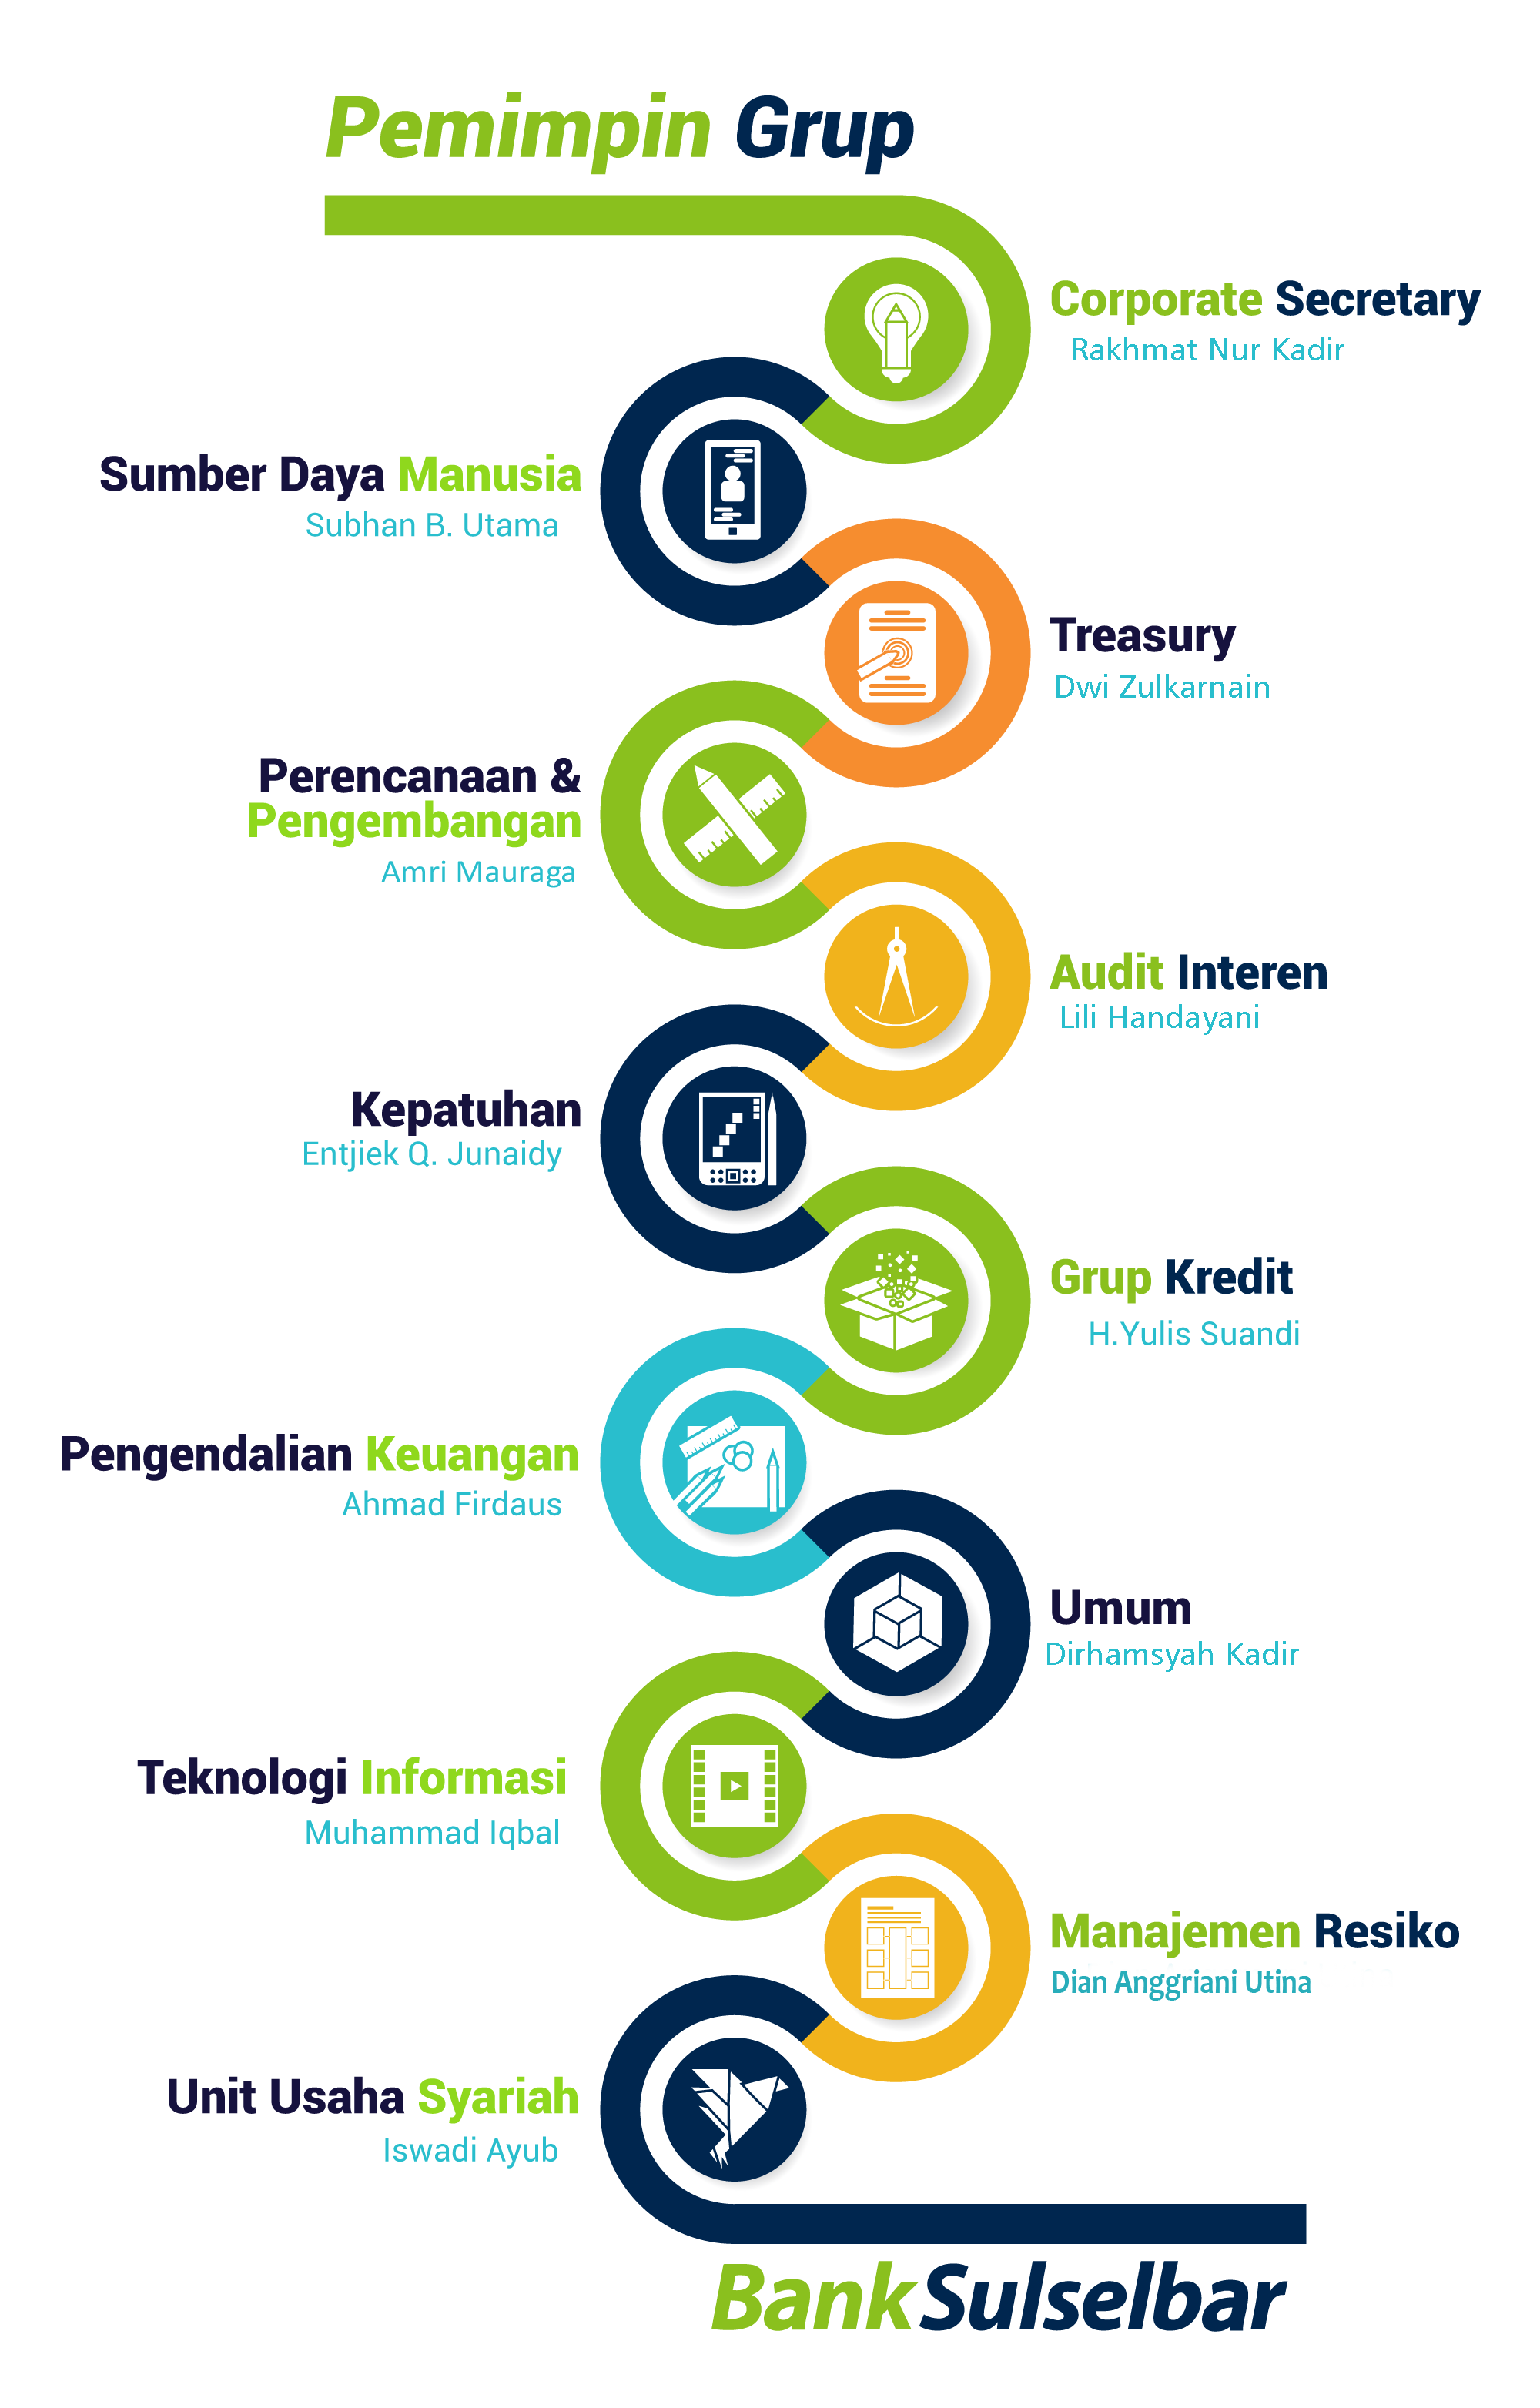 Pemimpin Grup
Corporate Secretary
Rakhmat Nur Kadir
Sumber Daya Manusia
Subhan B. Utama
Treasury
Dwi Zulkarnain
Perencanaan &
Pengembangan
Amri Mauraga
Audit Interen
Lili Handayani
Kepatuhan
Entjiek Q. Junaidy
Grup Kredit
H.Yulis Suandi
Pengendalian Keuangan
Ahmad Firdaus
Umum
Dirhamsyah Kadir
Teknologi Informasi
Muhammad Iqbal
Manajemen Resiko
Dian Anggriani Utina
Unit Usaha Syariah
Iswadi Ayub
Bank Sulselbar